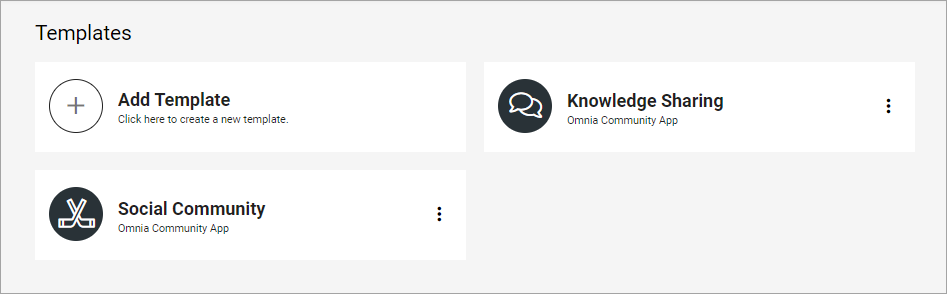 Templates
Add Template
Click here to create a new template.
Knowledge Sharing
Omnia Community App
Social Community
Omnia Community App